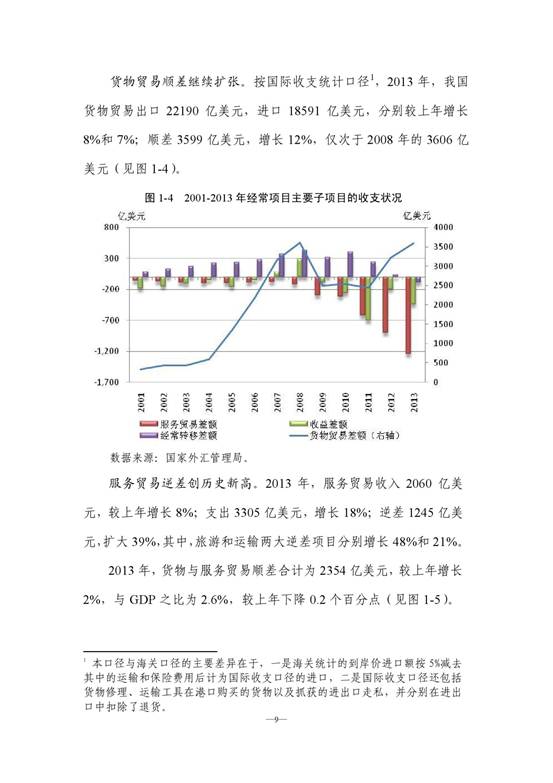 货物贸易顺差继续扩张。按国际收支统计口径1，2013 年，我国
货物贸易出口 22190 亿美元，进口 18591 亿美元，分别较上年增长
8%和 7%；顺差 3599 亿美元，增长 12%，仅次于 2008 年的 3606 亿
美元（见图 1-4）。
图 1-4 2001-2013 年经常项目主要子项目的收支状况
亿美元 亿美元
800 4000
3500
300 3000
-200 2500
2000
-700 1500
-1,200 1000
500
-1,700 0
2001 2002 2003 2004 2005 2006 2007 2008 2009 2010 2011 2012 2013
服务贸易差额 收益差额
经常转移差额 货物贸易差额（右轴）
数据来源：国家外汇管理局。
服务贸易逆差创历史新高。2013 年，服务贸易收入 2060 亿美
元，较上年增长 8%；支出 3305 亿美元，增长 18%；逆差 1245 亿美
元，扩大 39%，其中，旅游和运输两大逆差项目分别增长 48%和 21%。
2013 年，货物与服务贸易顺差合计为 2354 亿美元，较上年增长
2%，与 GDP 之比为 2.6%，较上年下降 0.2 个百分点（见图 1-5）。
1 本口径与海关口径的主要差异在于，一是海关统计的到岸价进口额按 5%减去
其中的运输和保险费用后计为国际收支口径的进口，二是国际收支口径还包括
货物修理、运输工具在港口购买的货物以及抓获的进出口走私，并分别在进出
口中扣除了退货。
—9—